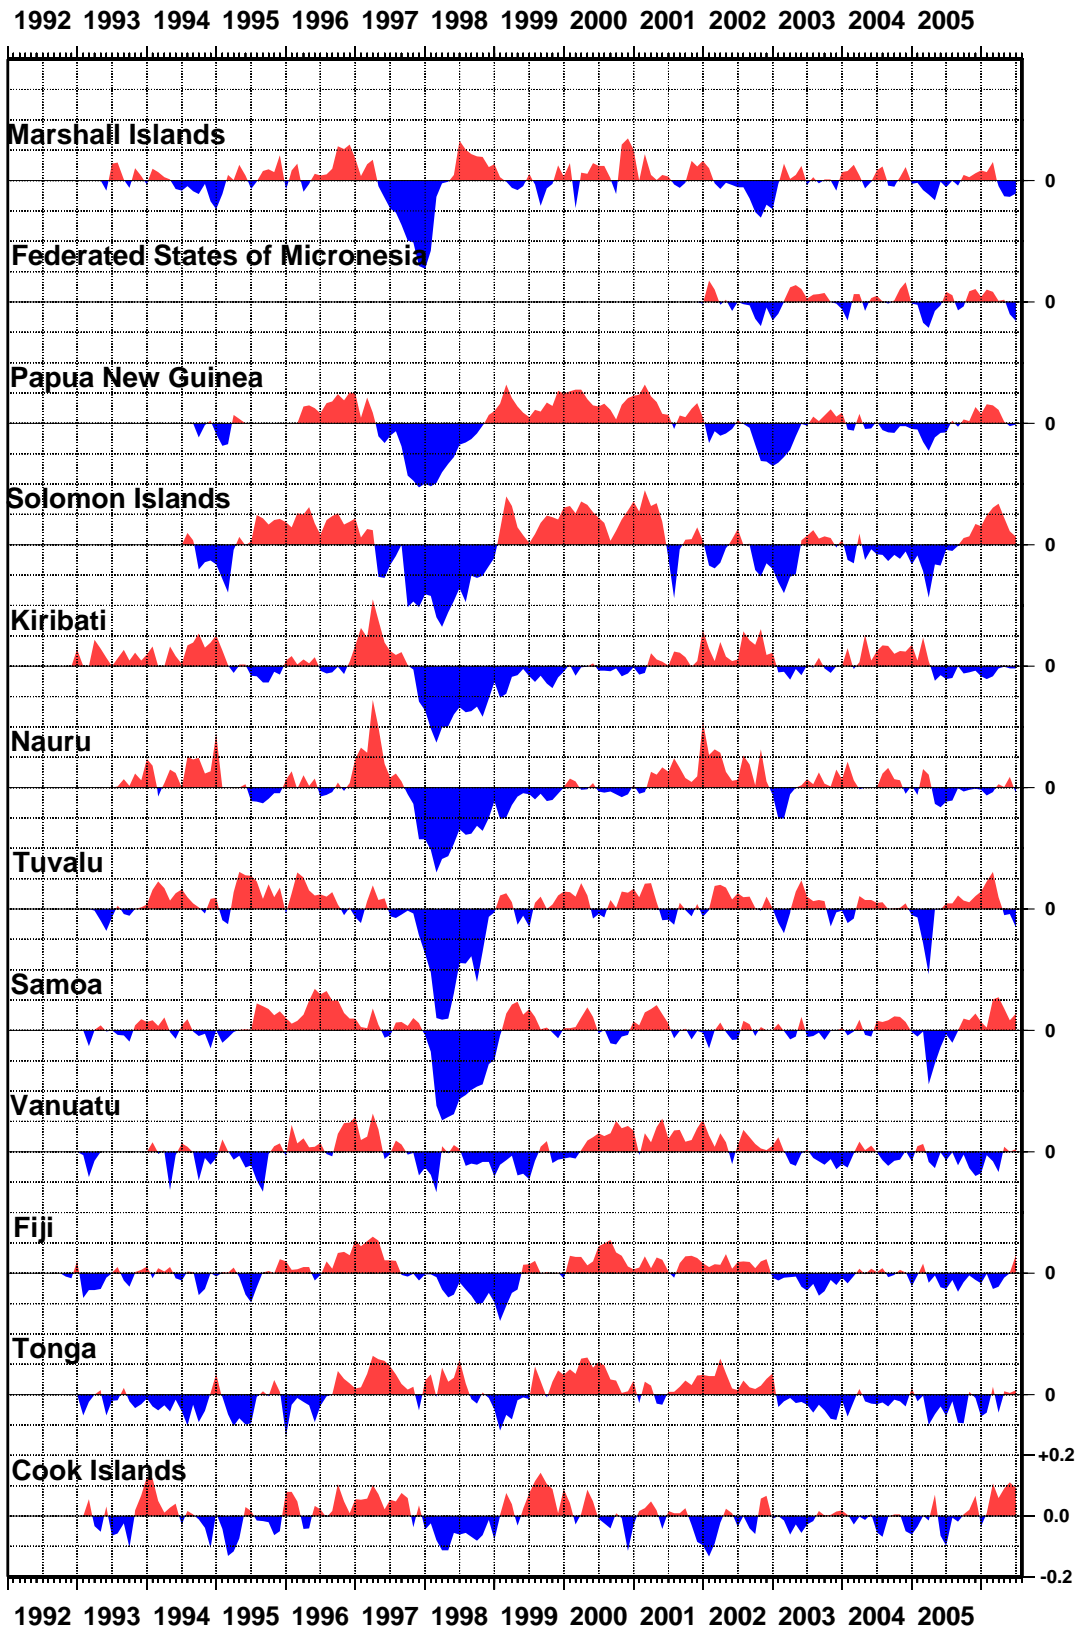 1992 1993 1994 1995 1996 1997 1998 1999 2000 2001 2002 2003 2004 2005
Marshall Islands
0
Federated States of Micronesia
0
Papua New Guinea
0
Solomon Islands
0
Kiribati
0
Nauru
0
Tuvalu
0
Samoa
0
Vanuatu
0
Fiji
0
Tonga
0
+0.2
Cook Islands
0.0
-0.2
1992 1993 1994 1995 1996 1997 1998 1999 2000 2001 2002 2003 2004 2005